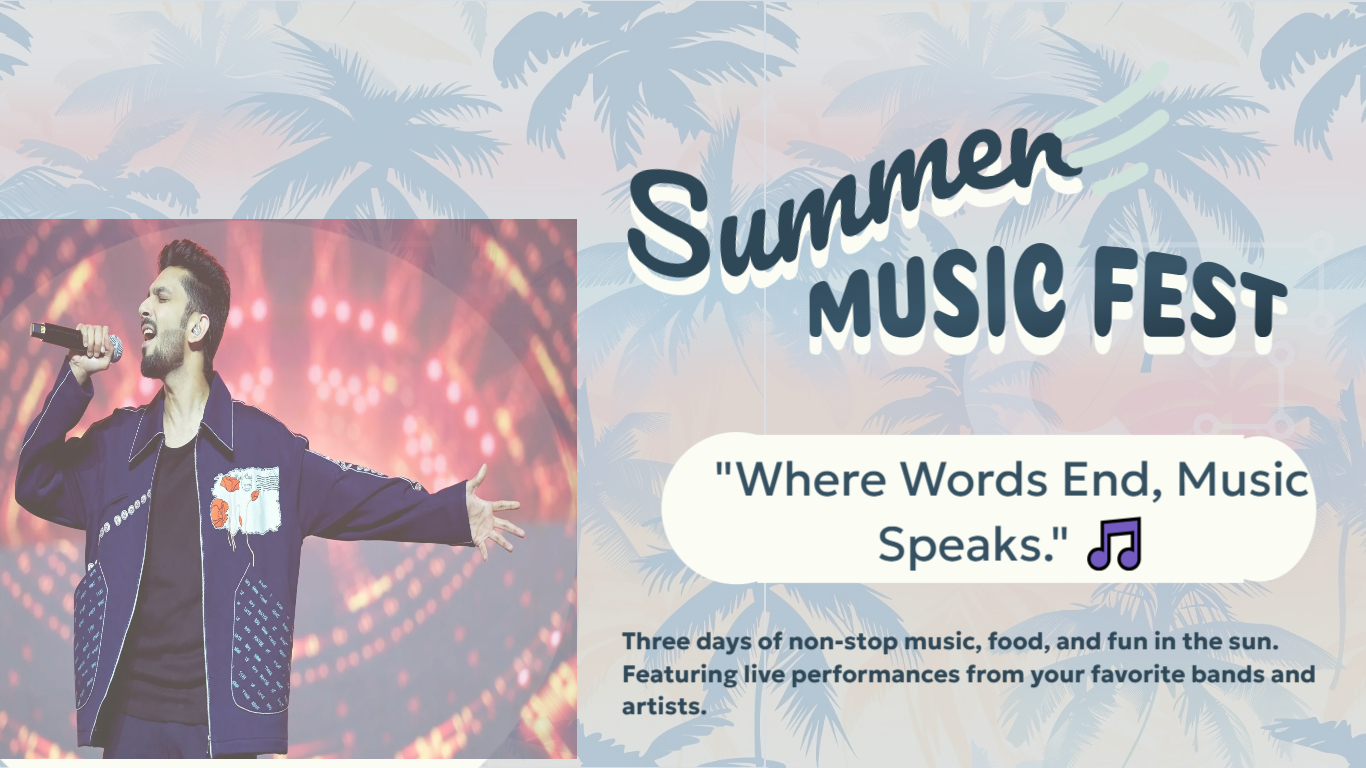 Summer
MUSIC FEST
"Where Words End, Music
Speaks." 🎵
Three days of non-stop music, food, and fun in the sun.
Featuring live performances from your favorite bands and
artists.